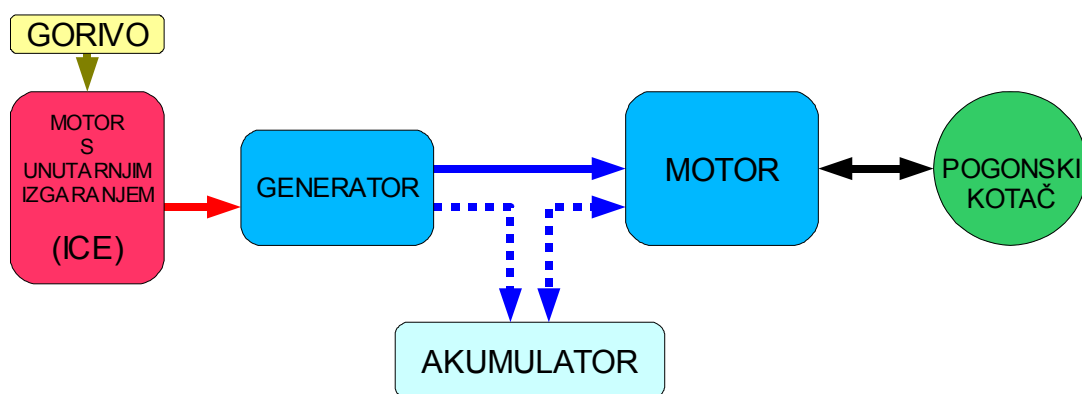 GORIVO
MOTOR
S
UNUTARNJIM
IZGARANJEM
(ICE)
GENERATOR
MOTOR
POGONSKI
KOTAČ
AKUMULATOR